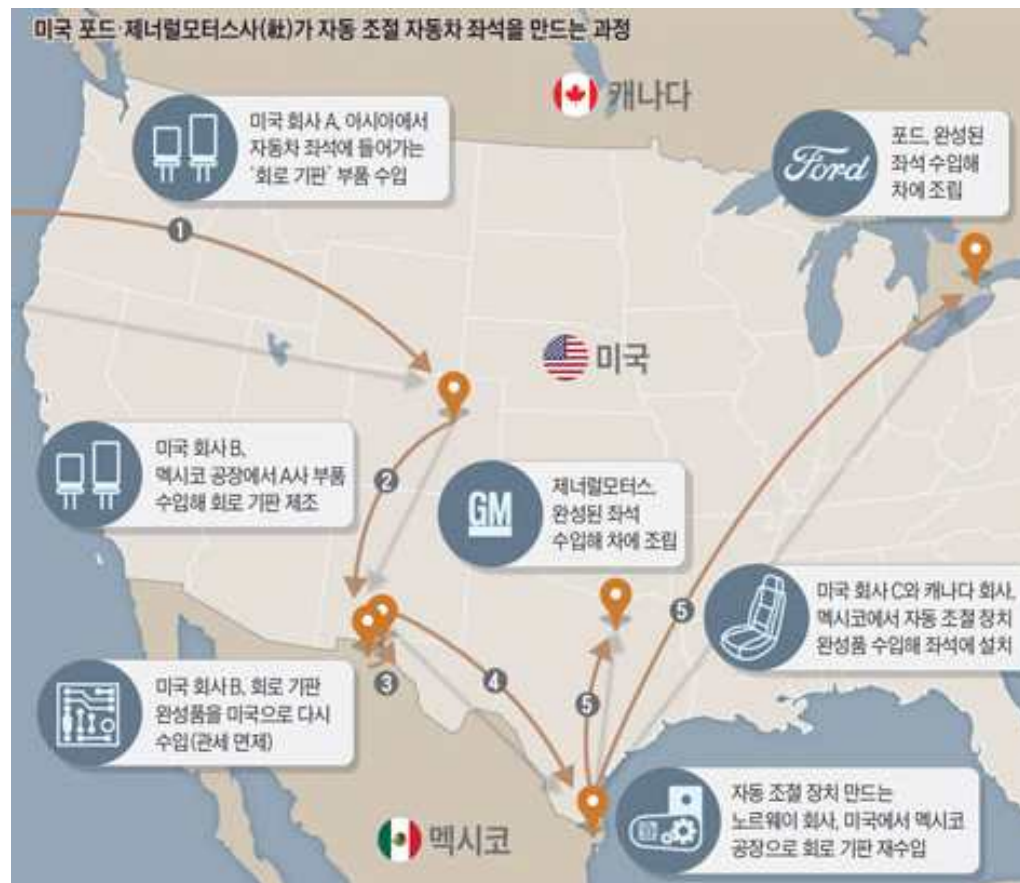 미국 포드·제너럴모터스사(社)가 자동 조절 자동차 좌석을 만드는 과정
캐나다
미국 회사 A, 아시아에서
자동차 좌석에 들어가는
'회로 기판' 부품 수입
Ford
포드, 완성된
좌석 수입해
차에 조립
1
미국
미국 회사 B,
멕시코 공장에서 A사 부품
수입해 회로 기판 제조
2
GM
제너럴모터스,
완성된 좌석
수입해 차에 조립
5
미국 회사 C와 캐나다 회사,
멕시코에서 자동 조절 장치
완성품 수입해 좌석에 설치
3
4
5
미국 회사 B, 회로 기판
완성품을 미국으로 다시
수입(관세 면제)
자동 조절 장치 만드는
노르웨이 회사, 미국에서 멕시코
공장으로 회로 기판 재수입
멕시코